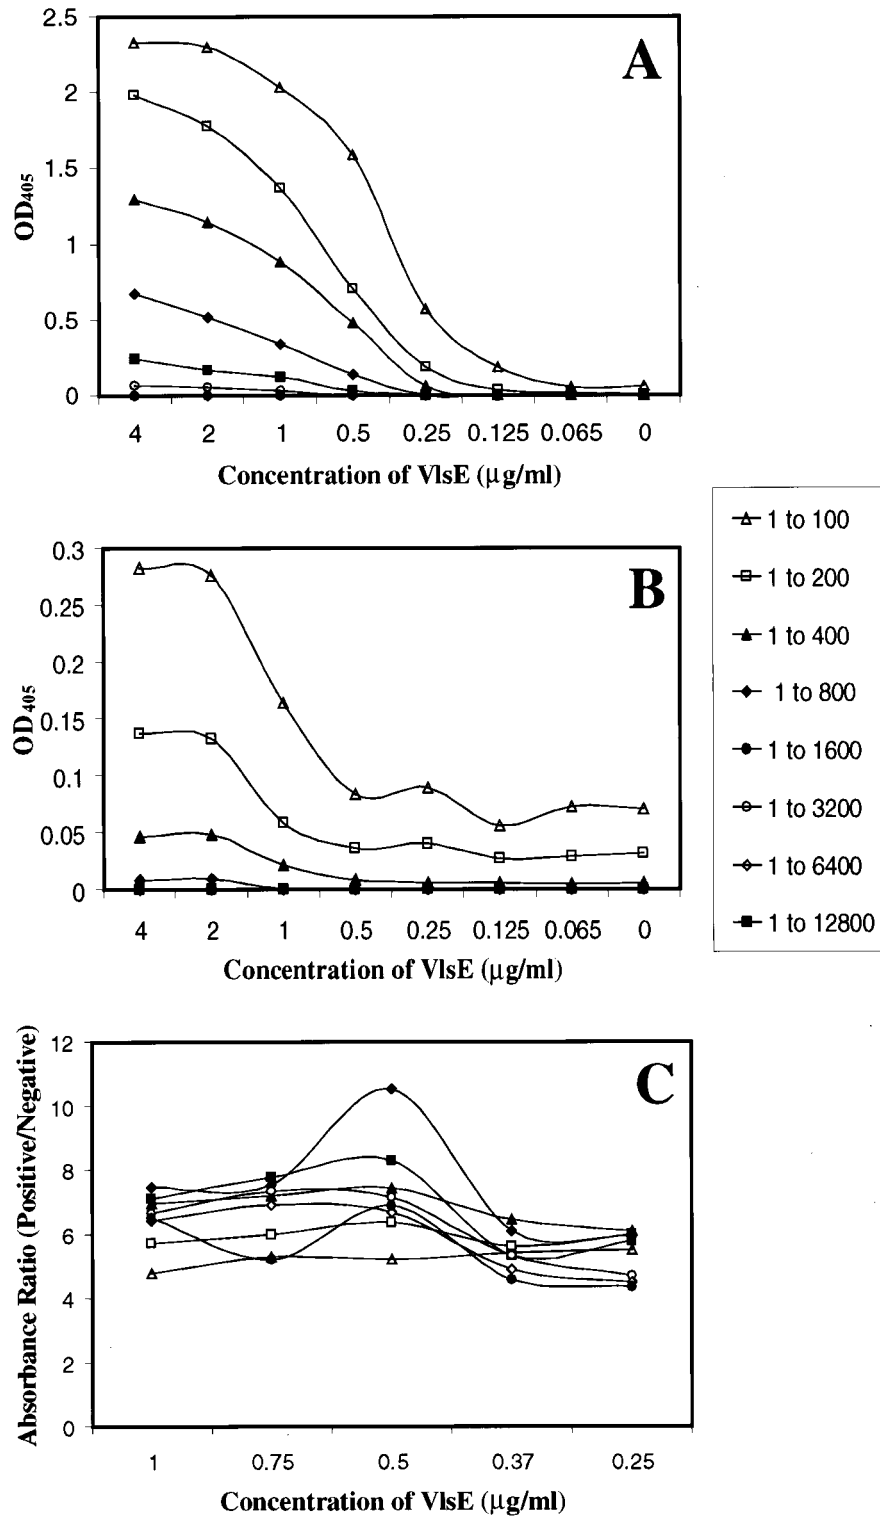 A
2.5
2
1.5
1
0.5
0
OD405
4 2 1 0.5 0.25 0.125 0.065 0
Concentration of VlsE (μg/ml)
B
0.3
0.25
0.2
0.15
0.1
0.05
0
OD405
4 2 1 0.5 0.25 0.125 0.065 0
Concentration of VlsE (μg/ml)
1 to 100
1 to 200
1 to 400
1 to 800
1 to 1600
1 to 3200
1 to 6400
1 to 12800
C
12
10
8
6
4
2
0
Absorbance Ratio (Positive/Negative)
1 0.75 0.5 0.37 0.25
Concentration of VlsE (μg/ml)